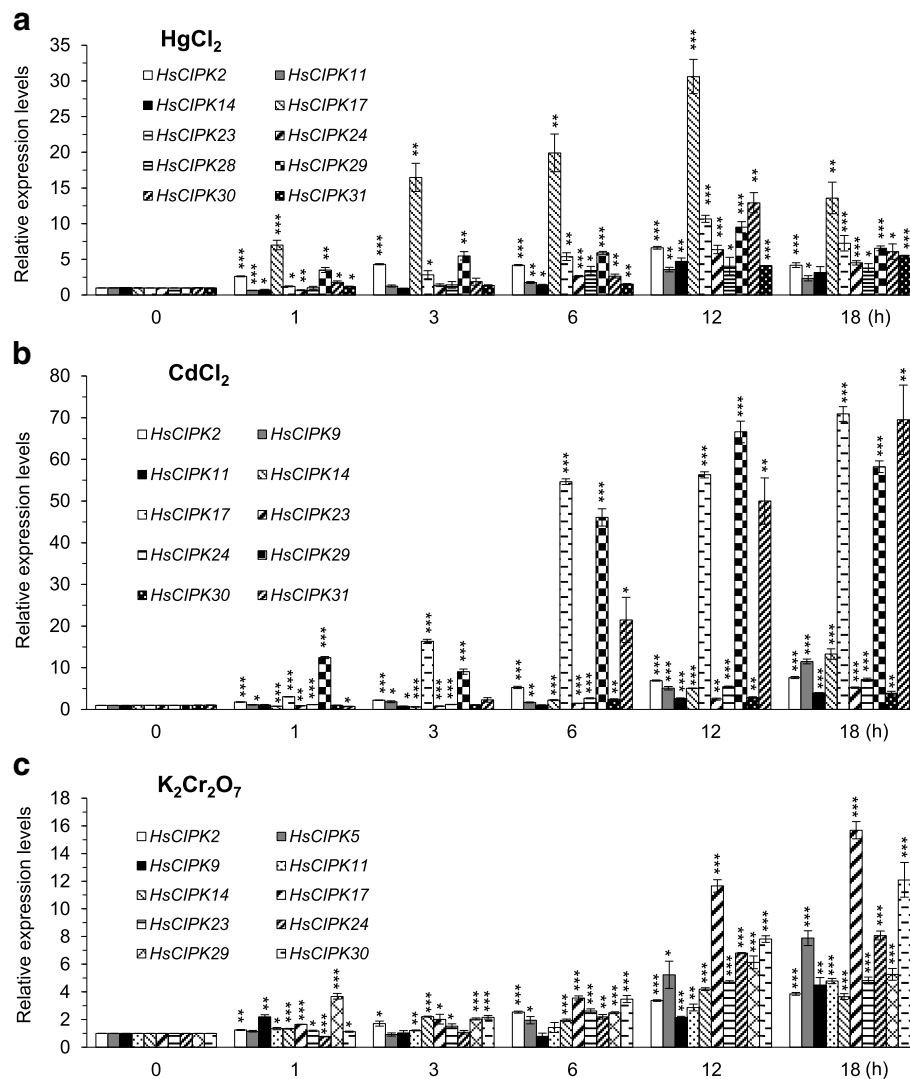 a
HgCl2
Relative expression levels
35
30
25
20
15
10
5
0
HsCIPK2 HsCIPK11
HsCIPK14 HsCIPK17
HsCIPK23 HsCIPK24
HsCIPK28 HsCIPK29
HsCIPK30 HsCIPK31
0 1 3 6 12 18 (h)
b
CdCl2
Relative expression levels
80
70
60
50
40
30
20
10
0
HsCIPK2 HsCIPK9
HsCIPK11 HsCIPK14
HsCIPK17 HsCIPK23
HsCIPK24 HsCIPK29
HsCIPK30 HsCIPK31
0 1 3 6 12 18 (h)
c
K2Cr2O7
Relative expression levels
18
16
14
12
10
8
6
4
2
0
HsCIPK2 HsCIPK5
HsCIPK9 HsCIPK11
HsCIPK14 HsCIPK17
HsCIPK23 HsCIPK24
HsCIPK29 HsCIPK30
0 1 3 6 12 18 (h)